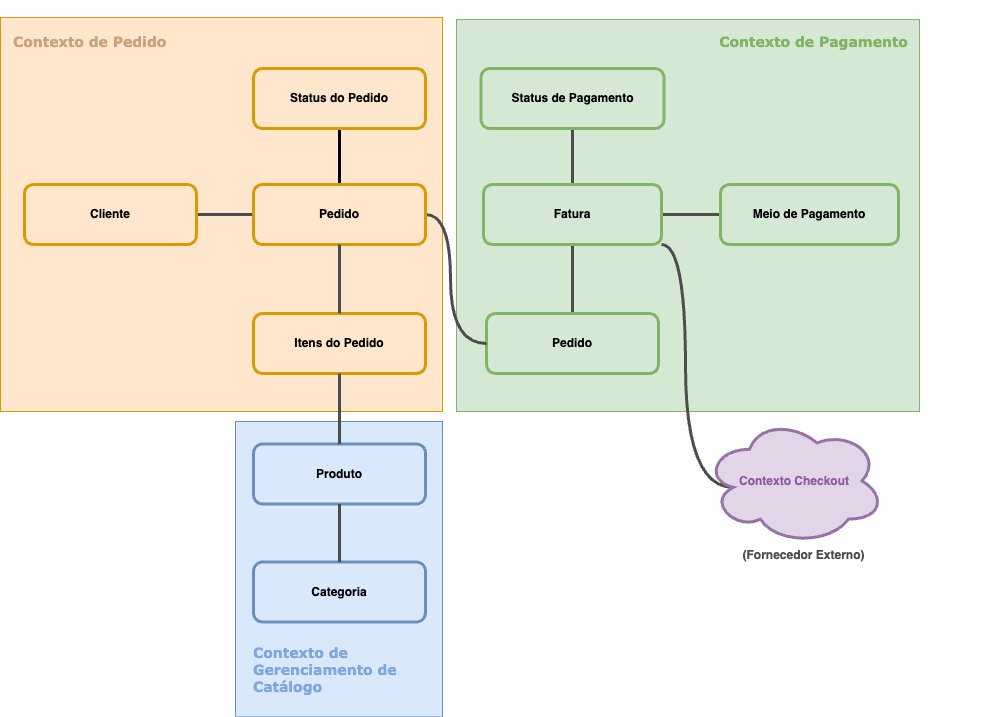 Contexto de Pedido
Contexto de Pagamento
Status do Pedido
Status de Pagamento
Cliente
Pedido
Fatura
Meio de Pagamento
Itens do Pedido
Pedido
Produto
Contexto Checkout
(Fornecedor Externo)
Categoria
Contexto de
Gerenciamento de
Catálogo